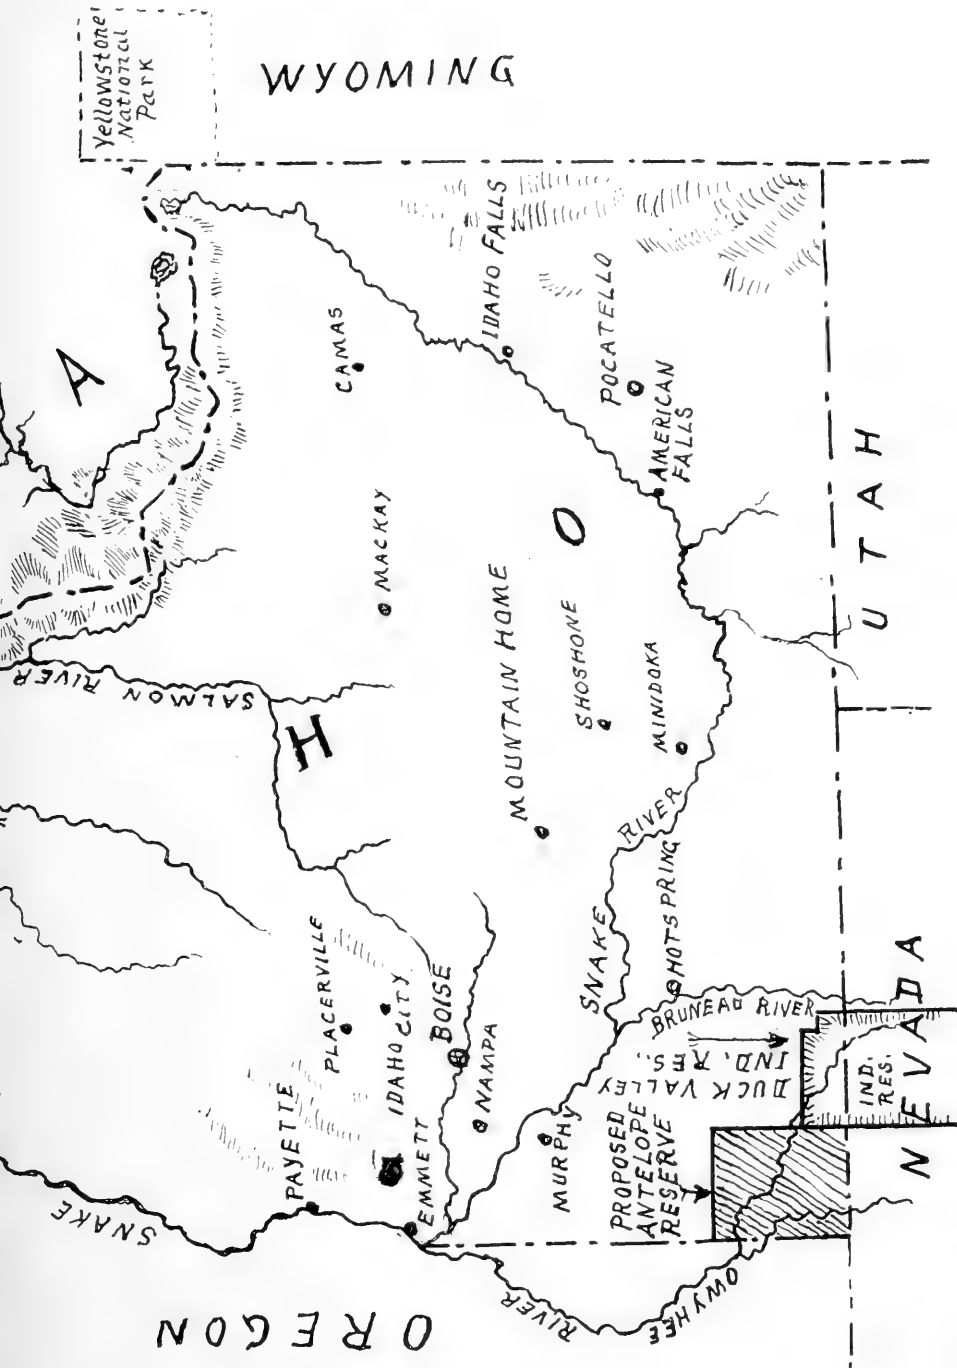 Yellowstone
National
Park
WYOMING
A
H
O
IDAHO FALLS
CAMAS
POCATELLO
AMERICAN
FALLS
MACKAY
UTAH
SALMON RIVER
MOUNTAIN HOME
SHOSHONE
MINIDOKA
SNAKE RIVER
HOTSPRING
PLACERVILLE
IDAHO
CITY
BOISE
NAMPA
BRUNEAO RIVER
DUCK VALLEY
IND. RES.,
IND.
RES.
NEVADA
PAYETTE
EMMETT
MURPHY
PROPOSED
ANTELOPE
RESERVE
SNAKE
OWYHEE RIVER
OREGON